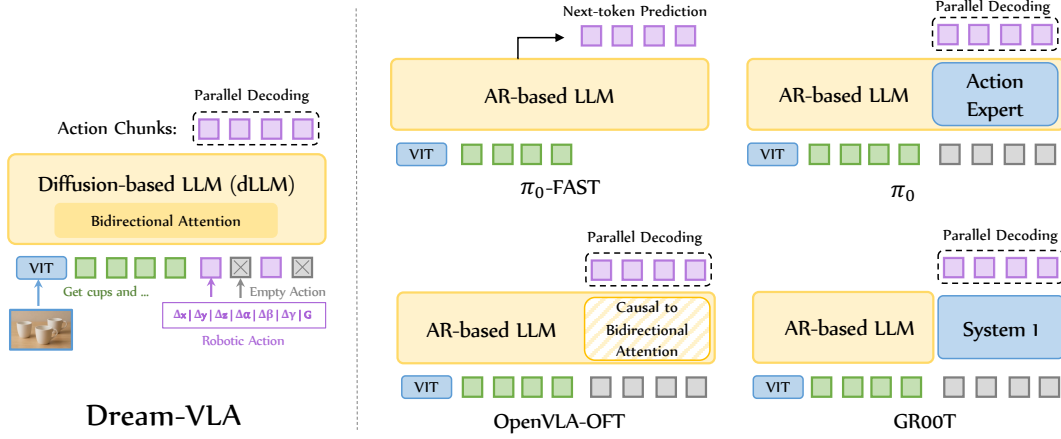 Parallel Decoding
Action Chunks:
Diffusion-based LLM (dLLM)
Bidirectional Attention
VIT
Get cups and ...
Empty Action
Δx | Δy | Δz | Δα | Δβ | Δγ | G
Robotic Action
Dream-VLA
Next-token Prediction
AR-based LLM
VIT
π₀-FAST
Parallel Decoding
AR-based LLM
Action
Expert
VIT
π₀
Parallel Decoding
AR-based LLM
Causal to
Bidirectional
Attention
VIT
OpenVLA-OFT
Parallel Decoding
AR-based LLM
System 1
VIT
GR00T